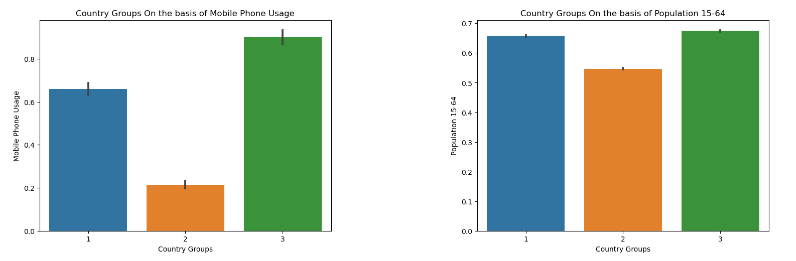 Country Groups On the basis of Mobile Phone Usage
Mobile Phone Usage
0.8
0.6
0.4
0.2
0.0
1 2 3
Country Groups
Country Groups On the basis of Population 15-64
Population 15-64
0.7
0.6
0.5
0.4
0.3
0.2
0.1
0.0
1 2 3
Country Groups